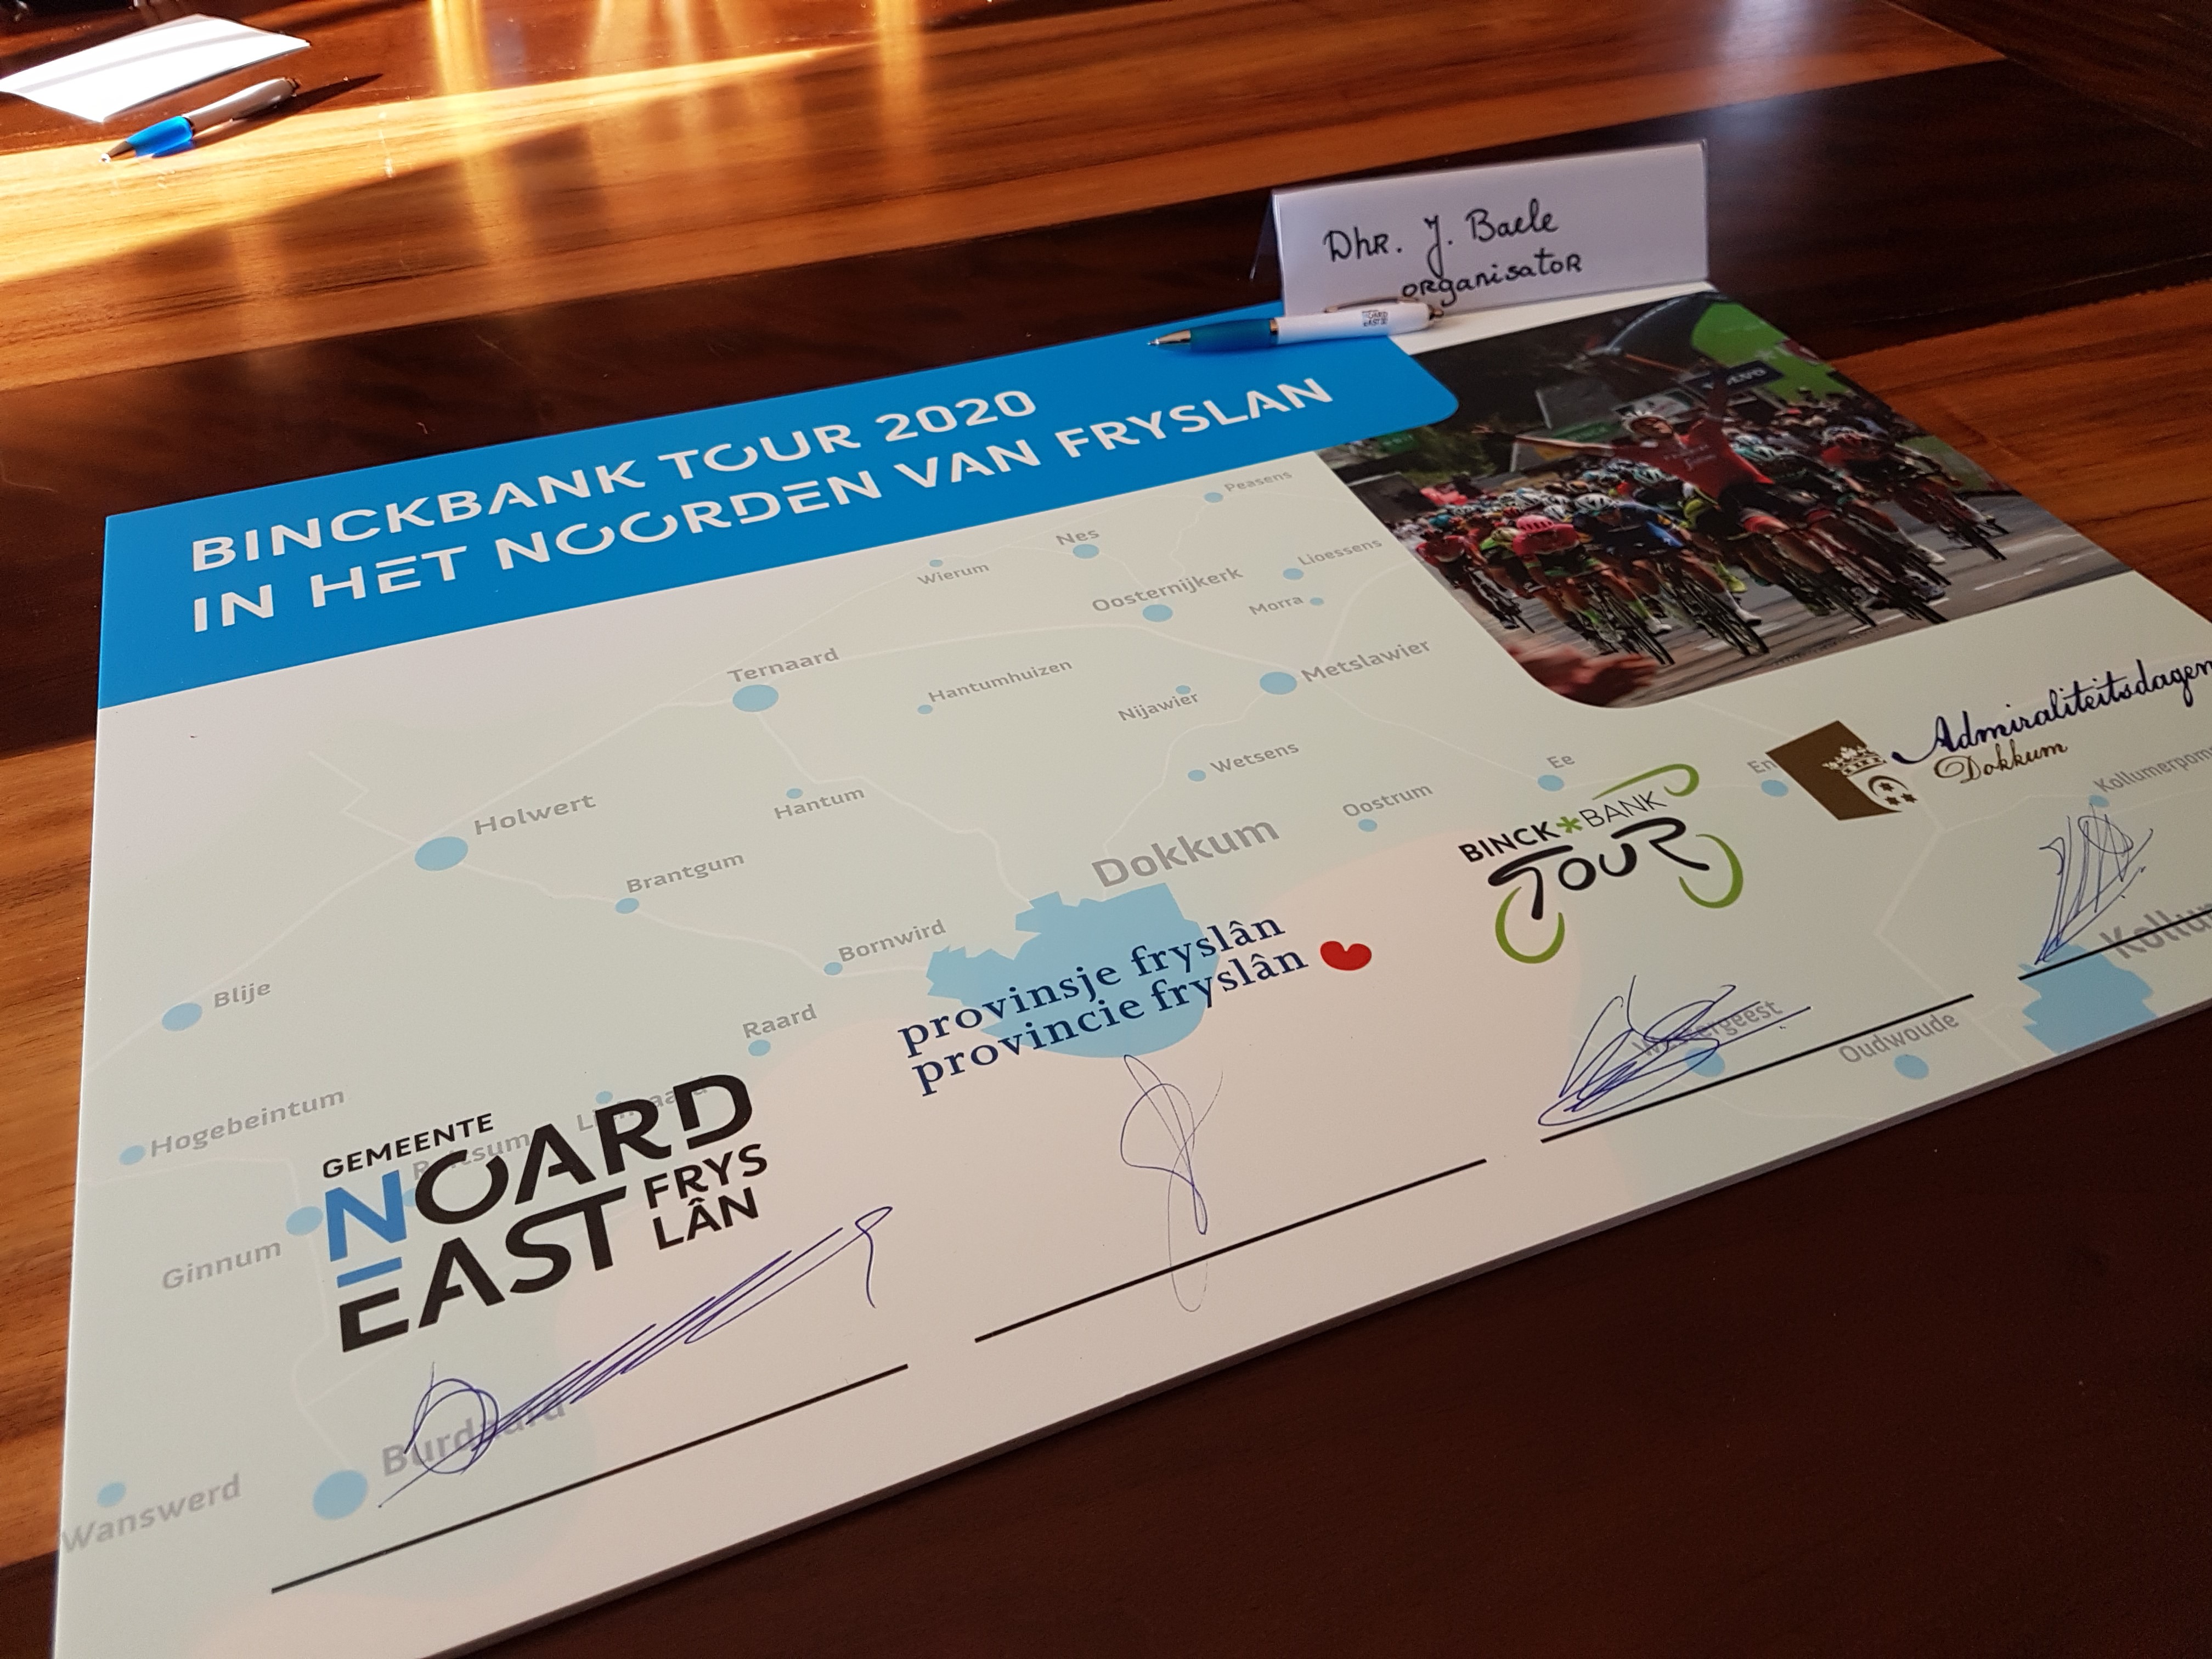 Dhr. J. Baele
organisator
BINCKBANK TOUR 2020
IN HET NOORDEN VAN FRYSLAN
Peasens
Nes
Wierum
Lioessens
Oosternijkerk
Morra
Ternaard
Metslawier
Hantumhuizen
Nijawier
Admiraliteitsdagen
Dokkum
Wetsens
Ee
Holwert
Hantum
Oostrum
BINCK BANK
TOUR
Dokkum
Brantgum
Bornwird
Blije
Raard
provinsje fryslân
provincie fryslân
Oudwoude
Hogebeintum
GEMEENTE
NOARD
EAST
FRYS
LÂN
Ginnum
Burdaard
Wanswerd